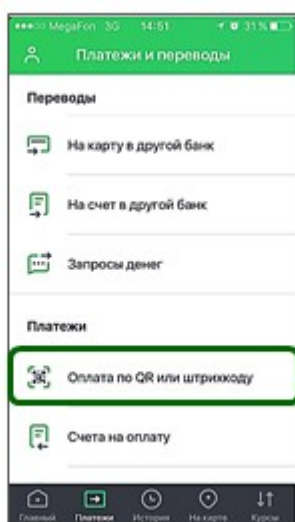 MegaFon 3G 14:51 31%
Платежи и переводы
Переводы
На карту в другой банк
На счет в другой банк
Запросы денег
Платежи
Оплата по QR или штрихкоду
Счета на оплату
Главный Платежи История На карте Курсы